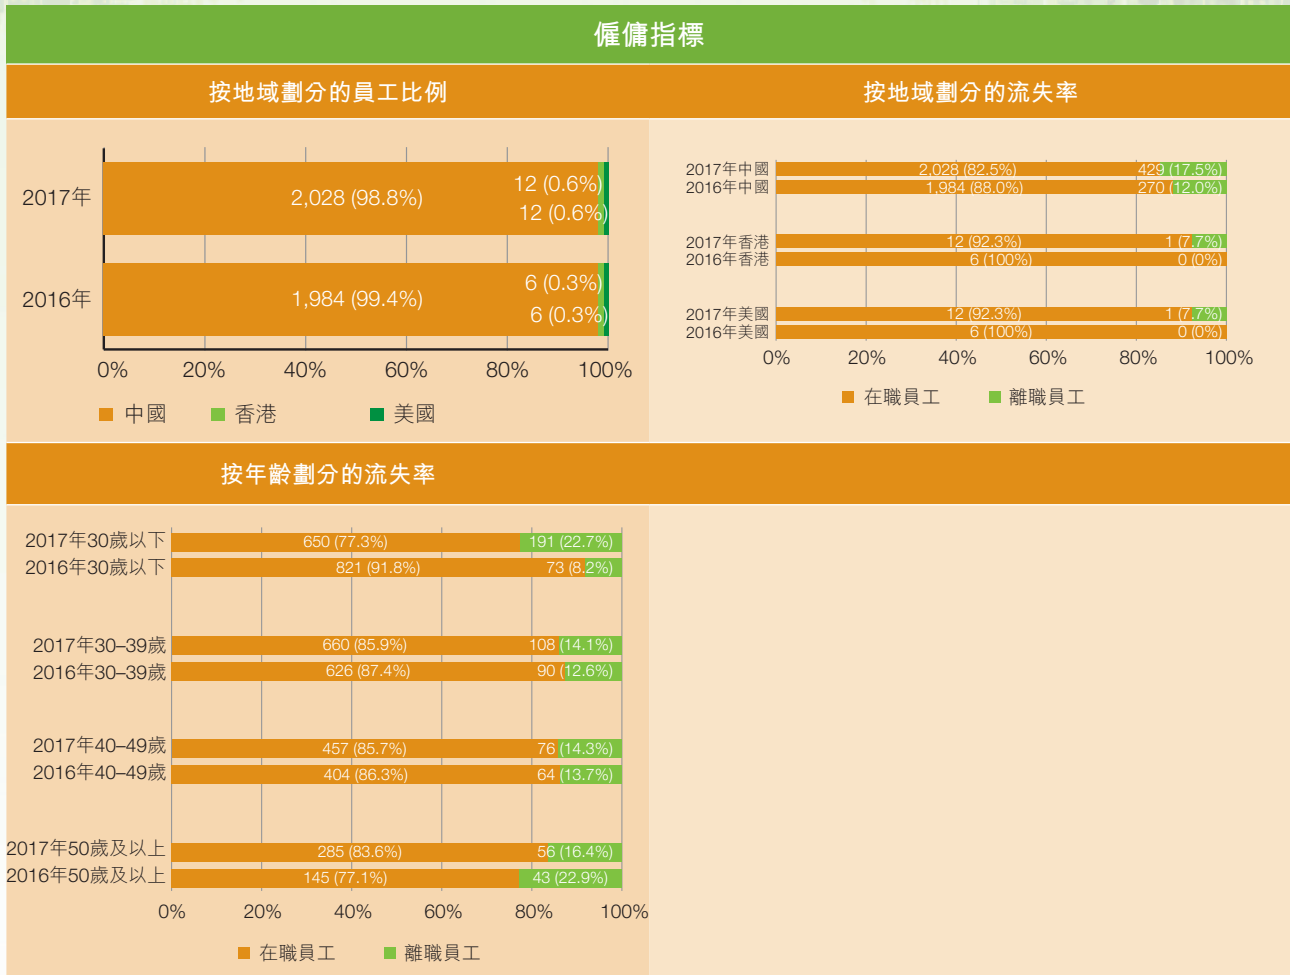 僱傭指標
按地域劃分的員工比例
2017年
2,028 (98.8%)
12 (0.6%)
12 (0.6%)
2016年
1,984 (99.4%)
6 (0.3%)
6 (0.3%)
0% 20% 40% 60% 80% 100%
中國 香港 美國
按地域劃分的流失率
2017年中國 2,028 (82.5%) 429 (17.5%)
2016年中國 1,984 (88.0%) 270 (12.0%)
2017年香港 12 (92.3%) 1 (7.7%)
2016年香港 6 (100%) 0 (0%)
2017年美國 12 (92.3%) 1 (7.7%)
2016年美國 6 (100%) 0 (0%)
0% 20% 40% 60% 80% 100%
在職員工 離職員工
按年齡劃分的流失率
2017年30歲以下 650 (77.3%) 191 (22.7%)
2016年30歲以下 821 (91.8%) 73 (8.2%)
2017年30–39歲 660 (85.9%) 108 (14.1%)
2016年30–39歲 626 (87.4%) 90 (12.6%)
2017年40–49歲 457 (85.7%) 76 (14.3%)
2016年40–49歲 404 (86.3%) 64 (13.7%)
2017年50歲及以上 285 (83.6%) 56 (16.4%)
2016年50歲及以上 145 (77.1%) 43 (22.9%)
0% 20% 40% 60% 80% 100%
在職員工 離職員工